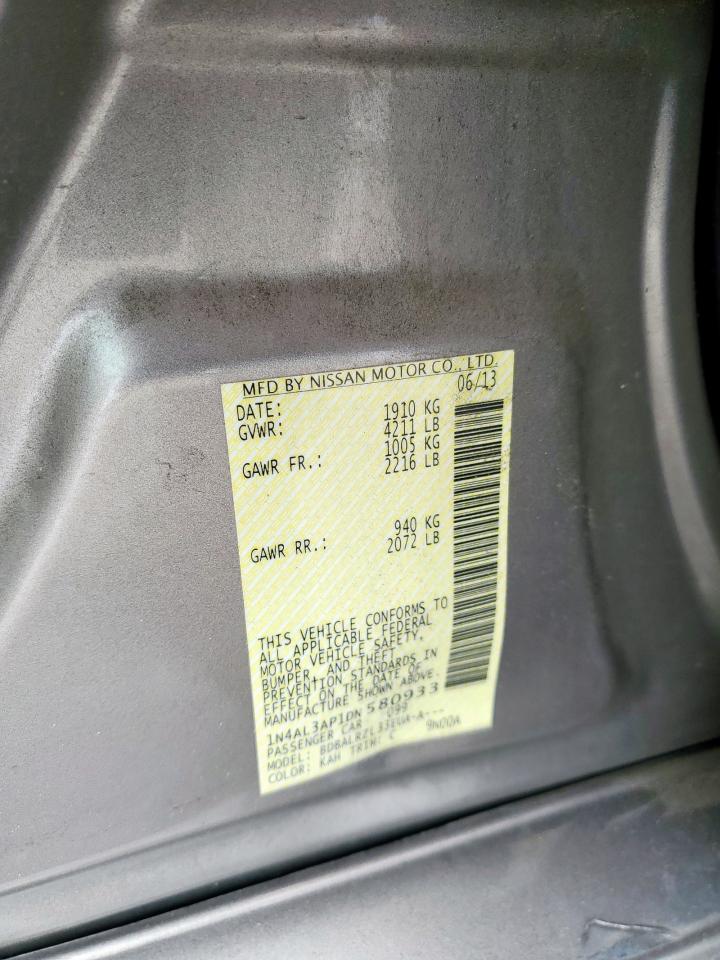 MFD BY NISSAN MOTOR CO., LTD.
DATE: 06/13
GVWR: 1910 KG
4211 LB
GAWR FR.: 1005 KG
2216 LB
GAWR RR.: 940 KG
2072 LB
THIS VEHICLE CONFORMS TO
ALL APPLICABLE FEDERAL
MOTOR VEHICLE SAFETY,
BUMPER, AND THEFT
PREVENTION STANDARDS IN
EFFECT ON THE DATE OF
MANUFACTURE SHOWN ABOVE.
1N4AL3AP1DN 580933
PASSENGER CAR
MODEL:
COLOR: KAH TRIM: C